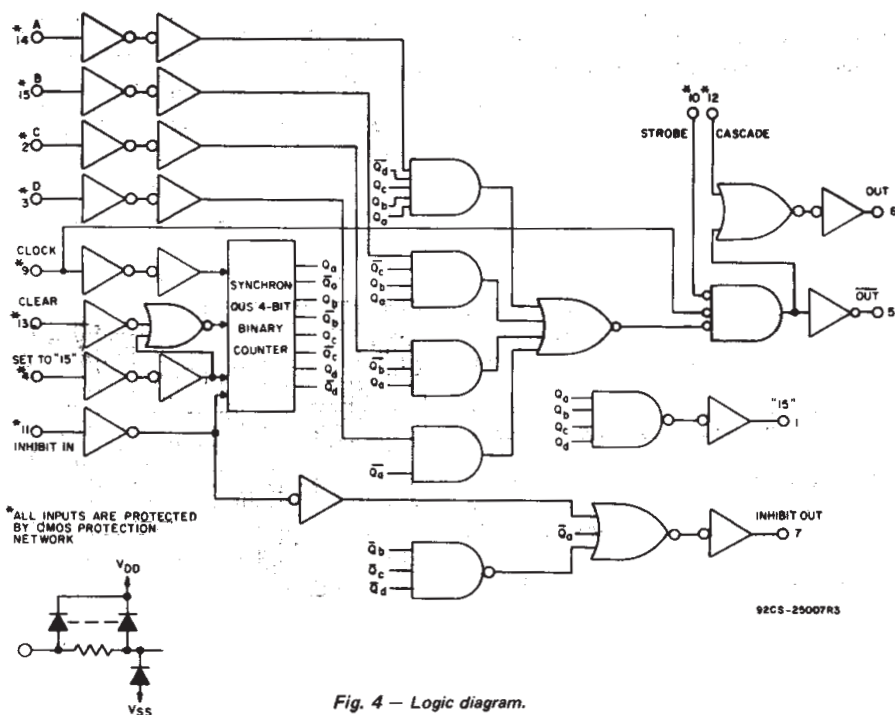 A
*14
B
*15
C
*2
D
*3
CLOCK
*9
CLEAR
*13
SET TO "15"
*4
*11
INHIBIT IN
SYNCHRON
OUS 4-BIT
BINARY
COUNTER
Qa
Q̅a
Qb
Q̅b
Qc
Q̅c
Qd
Q̅d
Q̅d
Qc
Qb
Qa
Q̅c
Qb
Qa
Q̅b
Qa
Q̅a
*10 *12
STROBE
CASCADE
OUT
6
O̅U̅T̅
5
Qa
Qb
Qc
Qd
"15"
1
Q̅a
INHIBIT OUT
7
Q̅b
Q̅c
Q̅d
*ALL INPUTS ARE PROTECTED
BY CMOS PROTECTION
NETWORK
VDD
VSS
92CS-25007R3
Fig. 4 — Logic diagram.